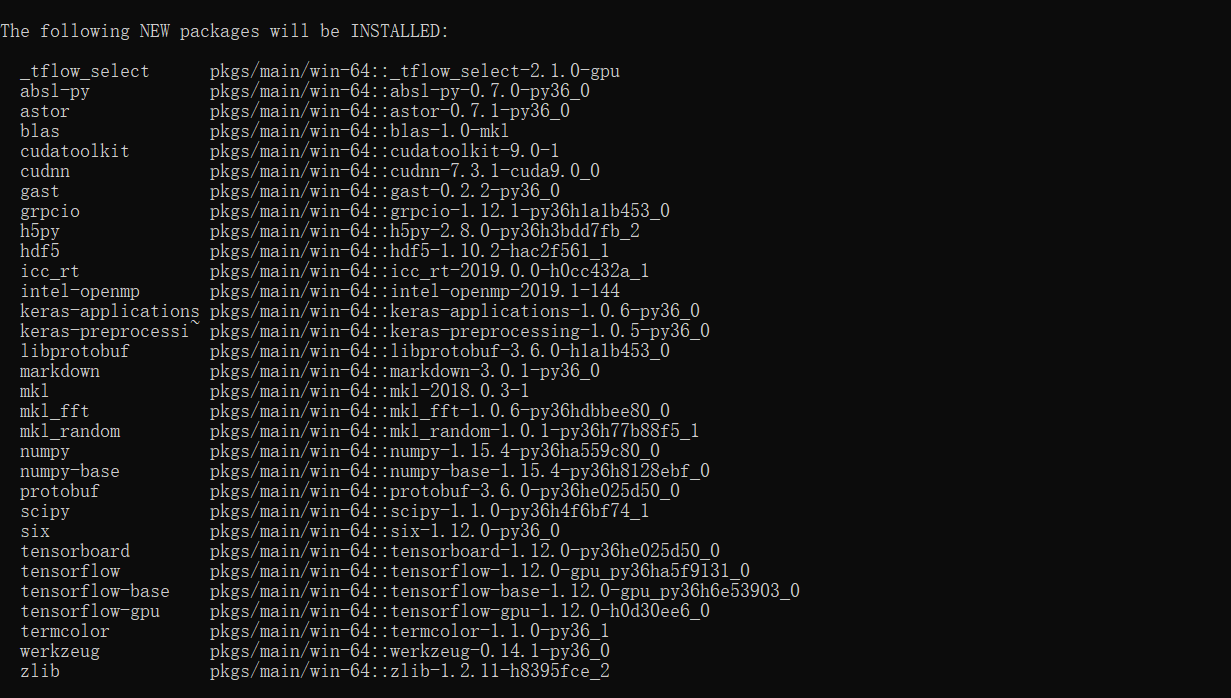 The following NEW packages will be INSTALLED:
_tflow_select pkgs/main/win-64::_tflow_select-2.1.0-gpu
absl-py pkgs/main/win-64::absl-py-0.7.0-py36_0
astor pkgs/main/win-64::astor-0.7.1-py36_0
blas pkgs/main/win-64::blas-1.0-mkl
cudatoolkit pkgs/main/win-64::cudatoolkit-9.0-1
cudnn pkgs/main/win-64::cudnn-7.3.1-cuda9.0_0
gast pkgs/main/win-64::gast-0.2.2-py36_0
grpcio pkgs/main/win-64::grpcio-1.12.1-py36h1a1b453_0
h5py pkgs/main/win-64::h5py-2.8.0-py36h3bdd7fb_2
hdf5 pkgs/main/win-64::hdf5-1.10.2-hac2f561_1
icc_rt pkgs/main/win-64::icc_rt-2019.0.0-h0cc432a_1
intel-openmp pkgs/main/win-64::intel-openmp-2019.1-144
keras-applications pkgs/main/win-64::keras-applications-1.0.6-py36_0
keras-preprocessi~ pkgs/main/win-64::keras-preprocessing-1.0.5-py36_0
libprotobuf pkgs/main/win-64::libprotobuf-3.6.0-h1a1b453_0
markdown pkgs/main/win-64::markdown-3.0.1-py36_0
mkl pkgs/main/win-64::mkl-2018.0.3-1
mkl_fft pkgs/main/win-64::mkl_fft-1.0.6-py36hdbbee80_0
mkl_random pkgs/main/win-64::mkl_random-1.0.1-py36h77b88f5_1
numpy pkgs/main/win-64::numpy-1.15.4-py36ha559c80_0
numpy-base pkgs/main/win-64::numpy-base-1.15.4-py36h8128ebf_0
protobuf pkgs/main/win-64::protobuf-3.6.0-py36he025d50_0
scipy pkgs/main/win-64::scipy-1.1.0-py36h4f6bf74_1
six pkgs/main/win-64::six-1.12.0-py36_0
tensorboard pkgs/main/win-64::tensorboard-1.12.0-py36he025d50_0
tensorflow pkgs/main/win-64::tensorflow-1.12.0-gpu_py36ha5f9131_0
tensorflow-base pkgs/main/win-64::tensorflow-base-1.12.0-gpu_py36h6e53903_0
tensorflow-gpu pkgs/main/win-64::tensorflow-gpu-1.12.0-h0d30ee6_0
termcolor pkgs/main/win-64::termcolor-1.1.0-py36_1
werkzeug pkgs/main/win-64::werkzeug-0.14.1-py36_0
zlib pkgs/main/win-64::zlib-1.2.11-h8395fce_2